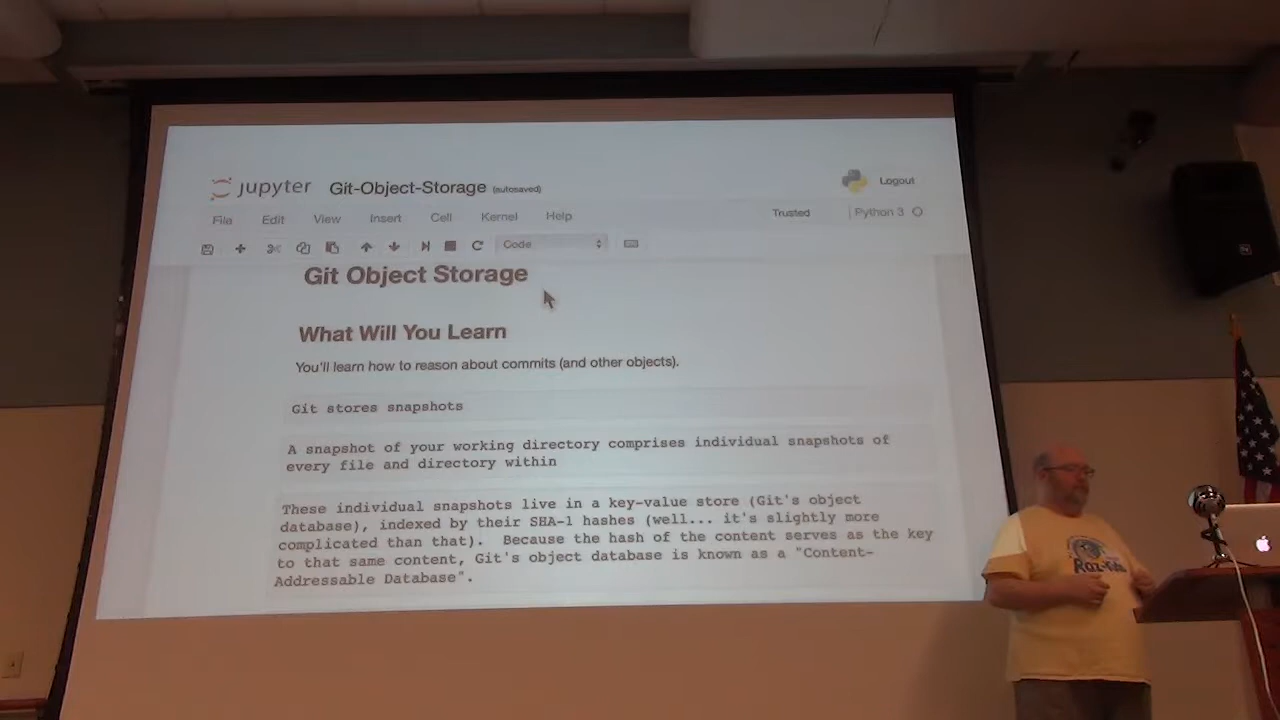 jupyter Git-Object-Storage (autosaved) Logout
File Edit View Insert Cell Kernel Help Trusted Python 3
Code
Git Object Storage
What Will You Learn
You'll learn how to reason about commits (and other objects).
Git stores snapshots
A snapshot of your working directory comprises individual snapshots of
every file and directory within
These individual snapshots live in a key-value store (Git's object
database), indexed by their SHA-1 hashes (well... it's slightly more
complicated than that). Because the hash of the content serves as the key
to that same content, Git's object database is known as a "Content-
Addressable Database".